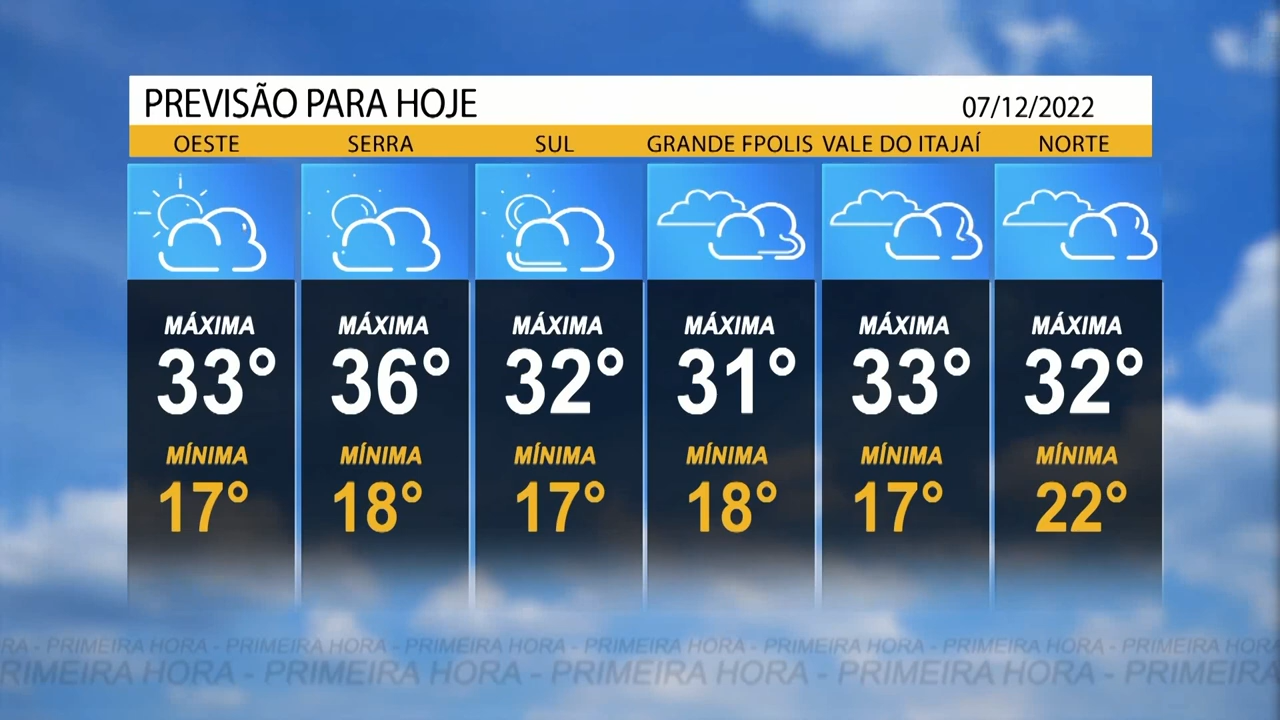 PREVISÃO PARA HOJE 07/12/2022
OESTE SERRA SUL GRANDE FPOLIS VALE DO ITAJAÍ NORTE
MÁXIMA MÁXIMA MÁXIMA MÁXIMA MÁXIMA MÁXIMA
33° 36° 32° 31° 33° 32°
MÍNIMA MÍNIMA MÍNIMA MÍNIMA MÍNIMA MÍNIMA
17° 18° 17° 18° 17° 22°
RA - PRIMEIRA HORA - PRIMEIRA HORA - PRIMEIRA HORA - PRIMEIRA HORA - PRIMEIRA HORA - PRIMEIRA HORA - PRIMEIRA HORA
PRIMEIRA HORA - PRIMEIRA HORA - PRIMEIRA HORA - PRIMEIRA HORA - PRIMEIRA